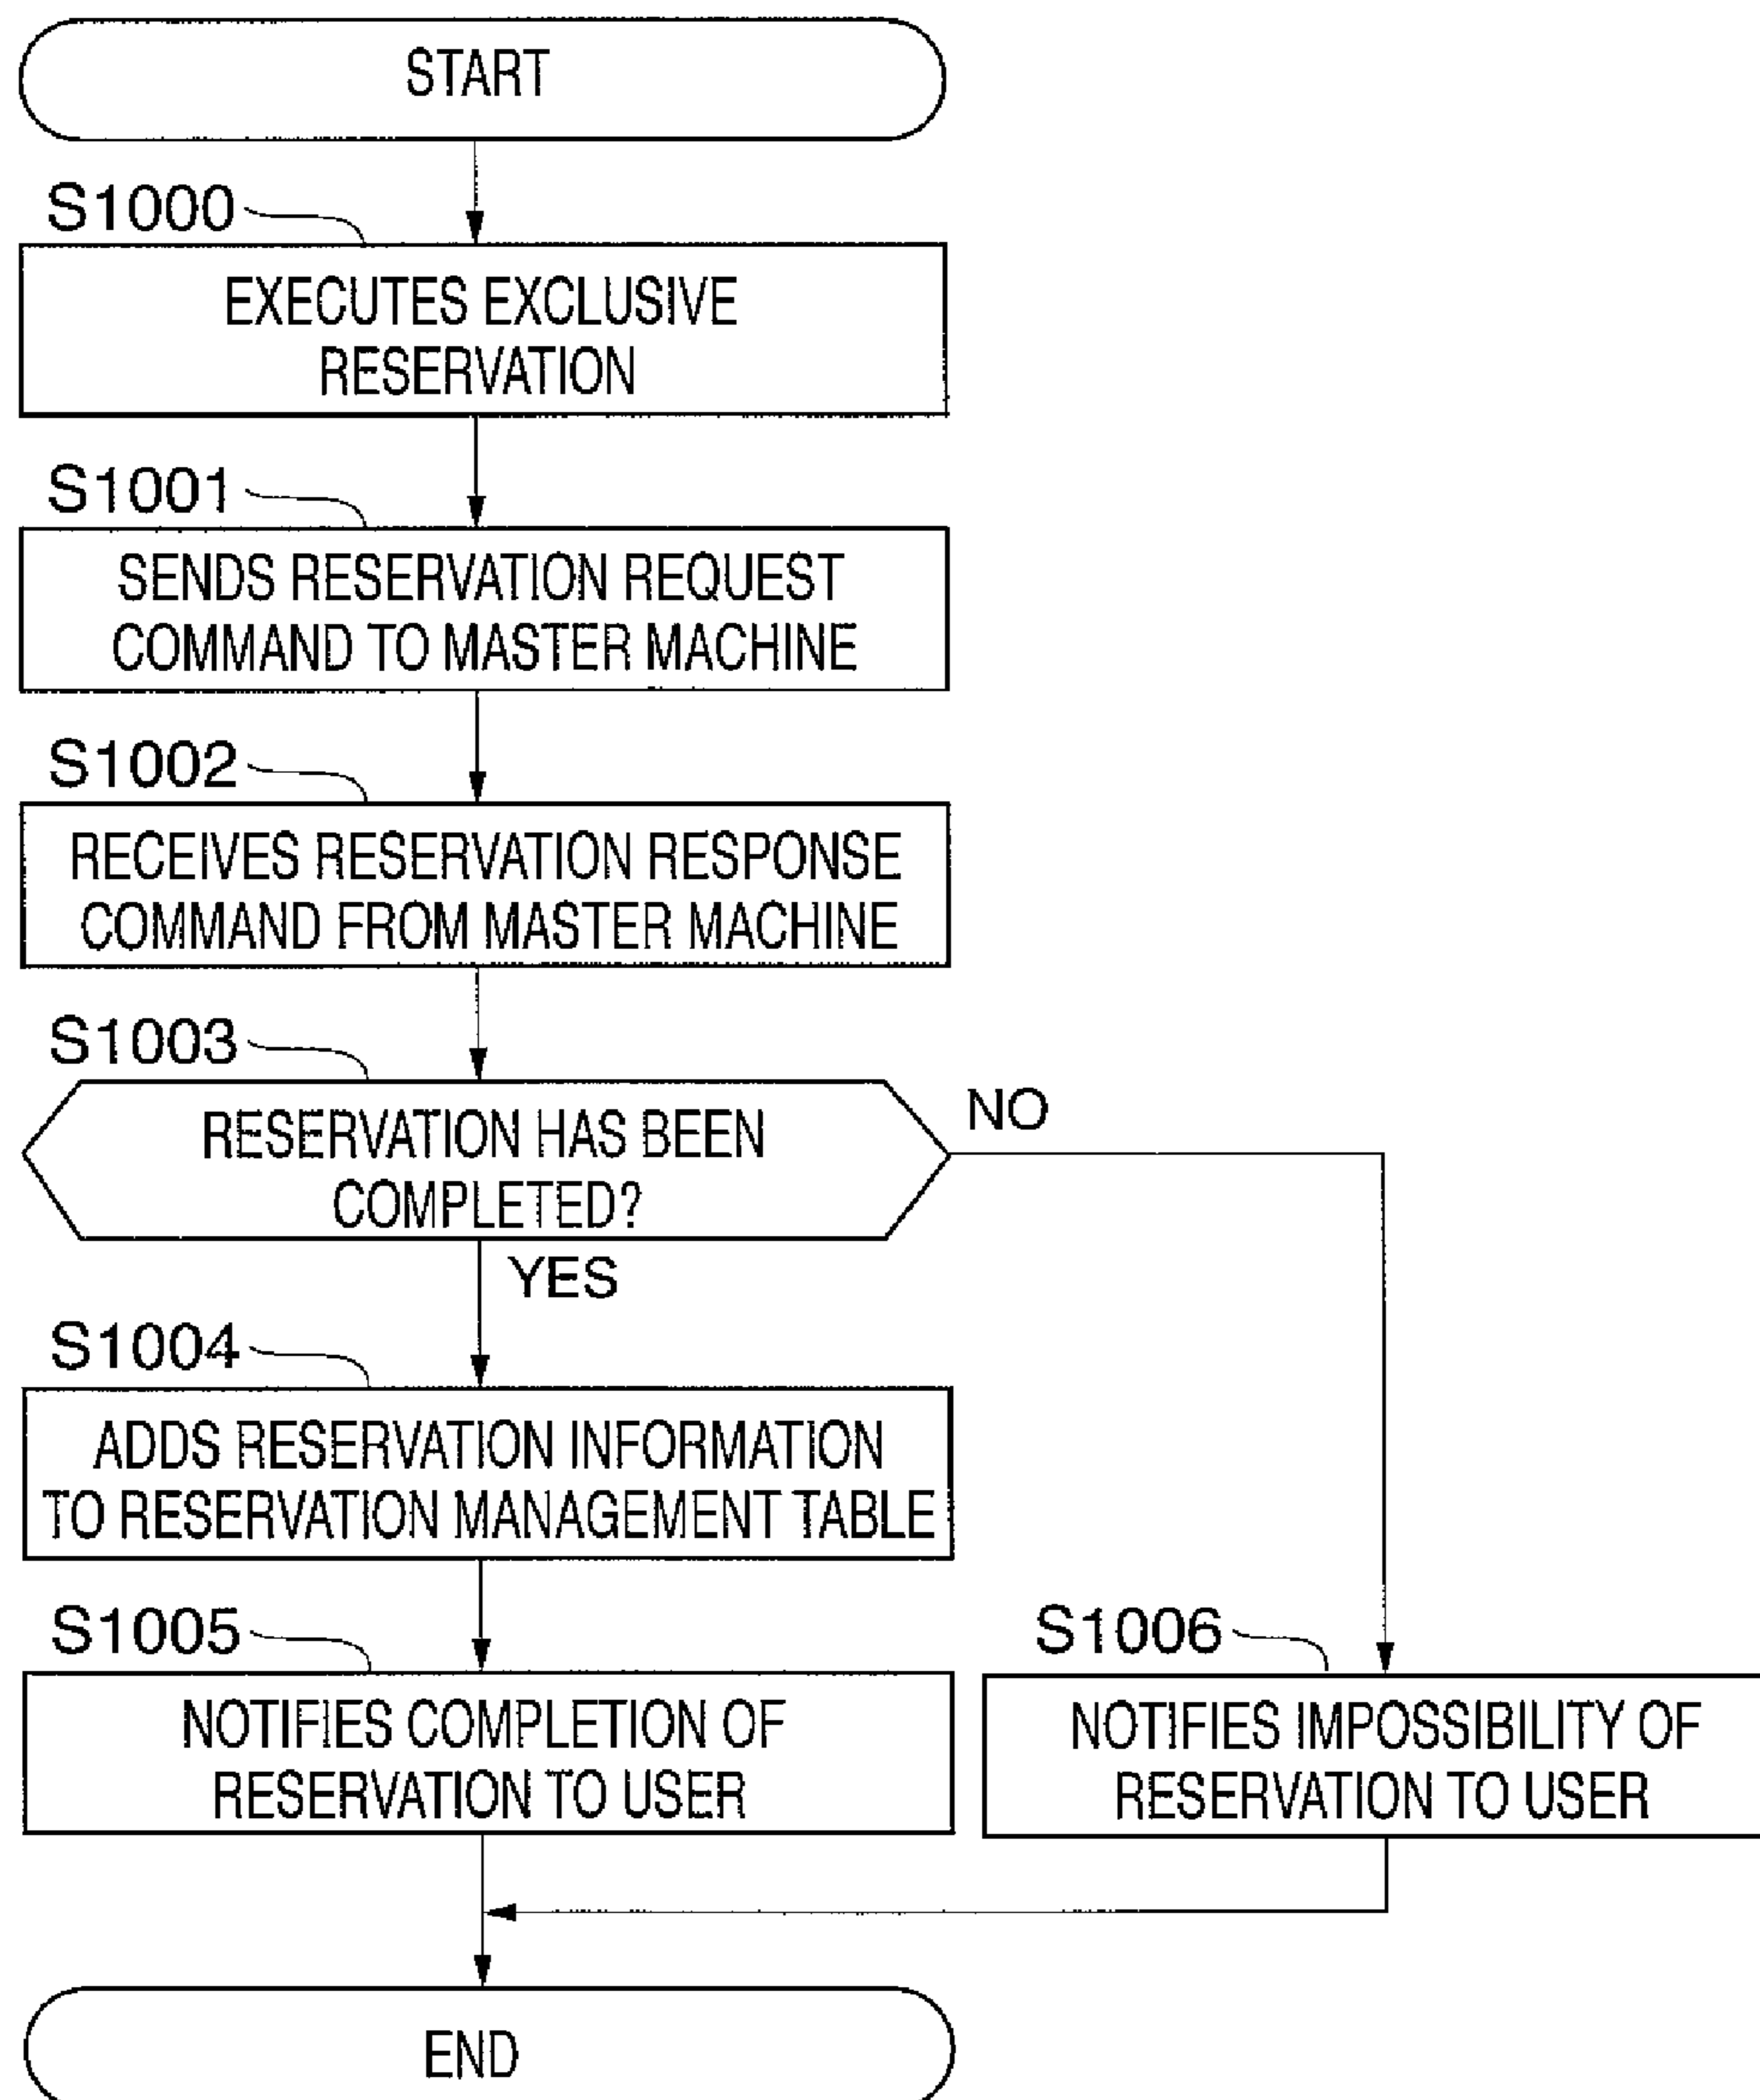 START
S1000
EXECUTES EXCLUSIVE
RESERVATION
S1001
SENDS RESERVATION REQUEST
COMMAND TO MASTER MACHINE
S1002
RECEIVES RESERVATION RESPONSE
COMMAND FROM MASTER MACHINE
S1003
RESERVATION HAS BEEN
COMPLETED?
NO
YES
S1004
ADDS RESERVATION INFORMATION
TO RESERVATION MANAGEMENT TABLE
S1005
NOTIFIES COMPLETION OF
RESERVATION TO USER
S1006
NOTIFIES IMPOSSIBILITY OF
RESERVATION TO USER
END